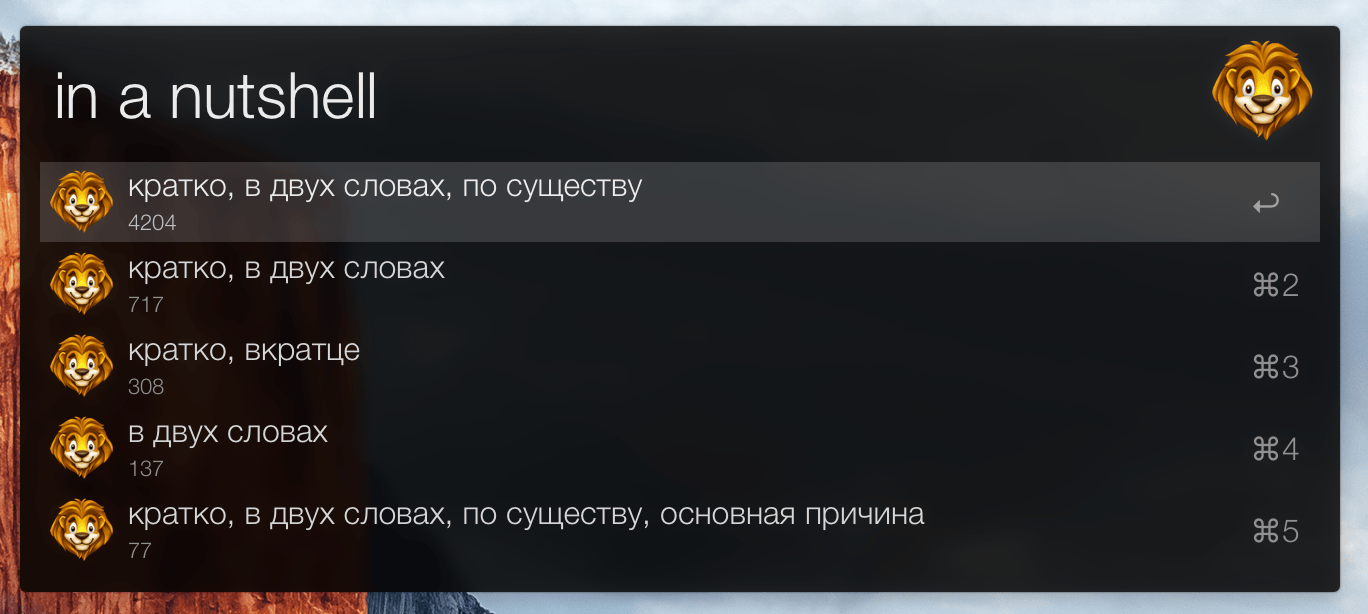 in a nutshell
кратко, в двух словах, по существу
4204
кратко, в двух словах
717
⌘2
кратко, вкратце
308
⌘3
в двух словах
137
⌘4
кратко, в двух словах, по существу, основная причина
77
⌘5